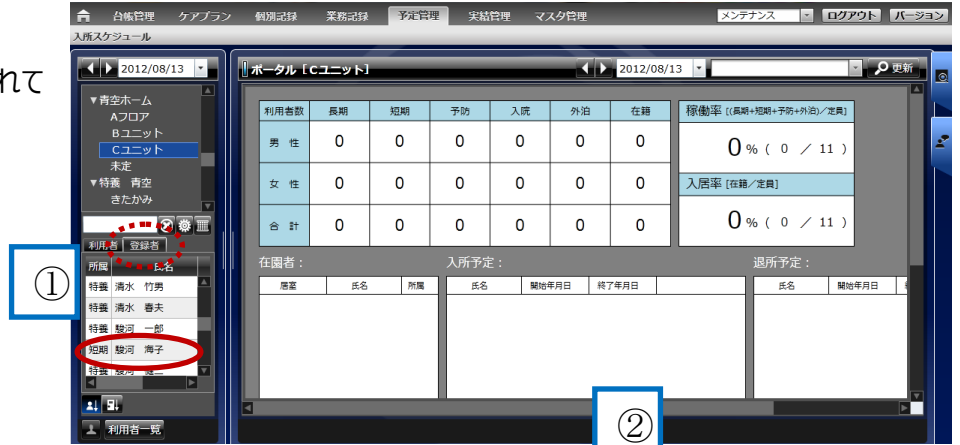 台帳管理 ケアプラン 個別記録 業務記録 予定管理 実績管理 マスタ管理 メンテナンス ログアウト バージョン
入所スケジュール
れて
2012/08/13
ポータル [Cユニット] 2012/08/13 更新
▼青空ホーム
Aフロア
Bユニット
Cユニット
未定
▼特養 青空
きたかみ
利用者 登録者
所属 氏名
特養 清水 竹男
特養 清水 春夫
特養 駿河 一郎
短期 駿河 海子
特養 駿河 健二
利用者一覧
①
利用者数 長期 短期 予防 入院 外泊 在籍
男 性 0 0 0 0 0 0
女 性 0 0 0 0 0 0
合 計 0 0 0 0 0 0
稼働率 [(長期+短期+予防+外泊)/定員]
0 % ( 0 / 11 )
入居率 [在籍/定員]
0 % ( 0 / 11 )
在園者:
居室 氏名 所属
入所予定:
氏名 開始年月日 終了年月日
退所予定:
氏名 開始年月日
②